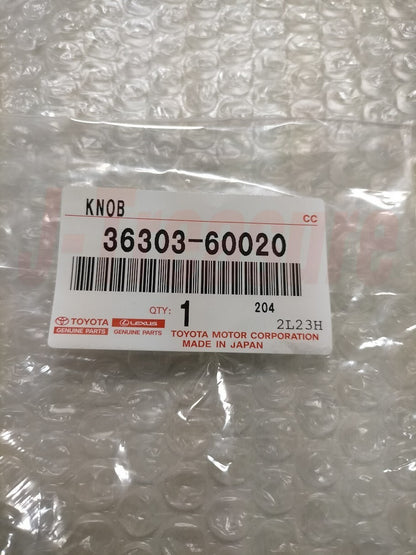 KNOB
CC
36303-60020
QTY: 1 204
2L23H
TOYOTA LEXUS
GENUINE PARTS GENUINE PARTS
TOYOTA MOTOR CORPORATION
MADE IN JAPAN